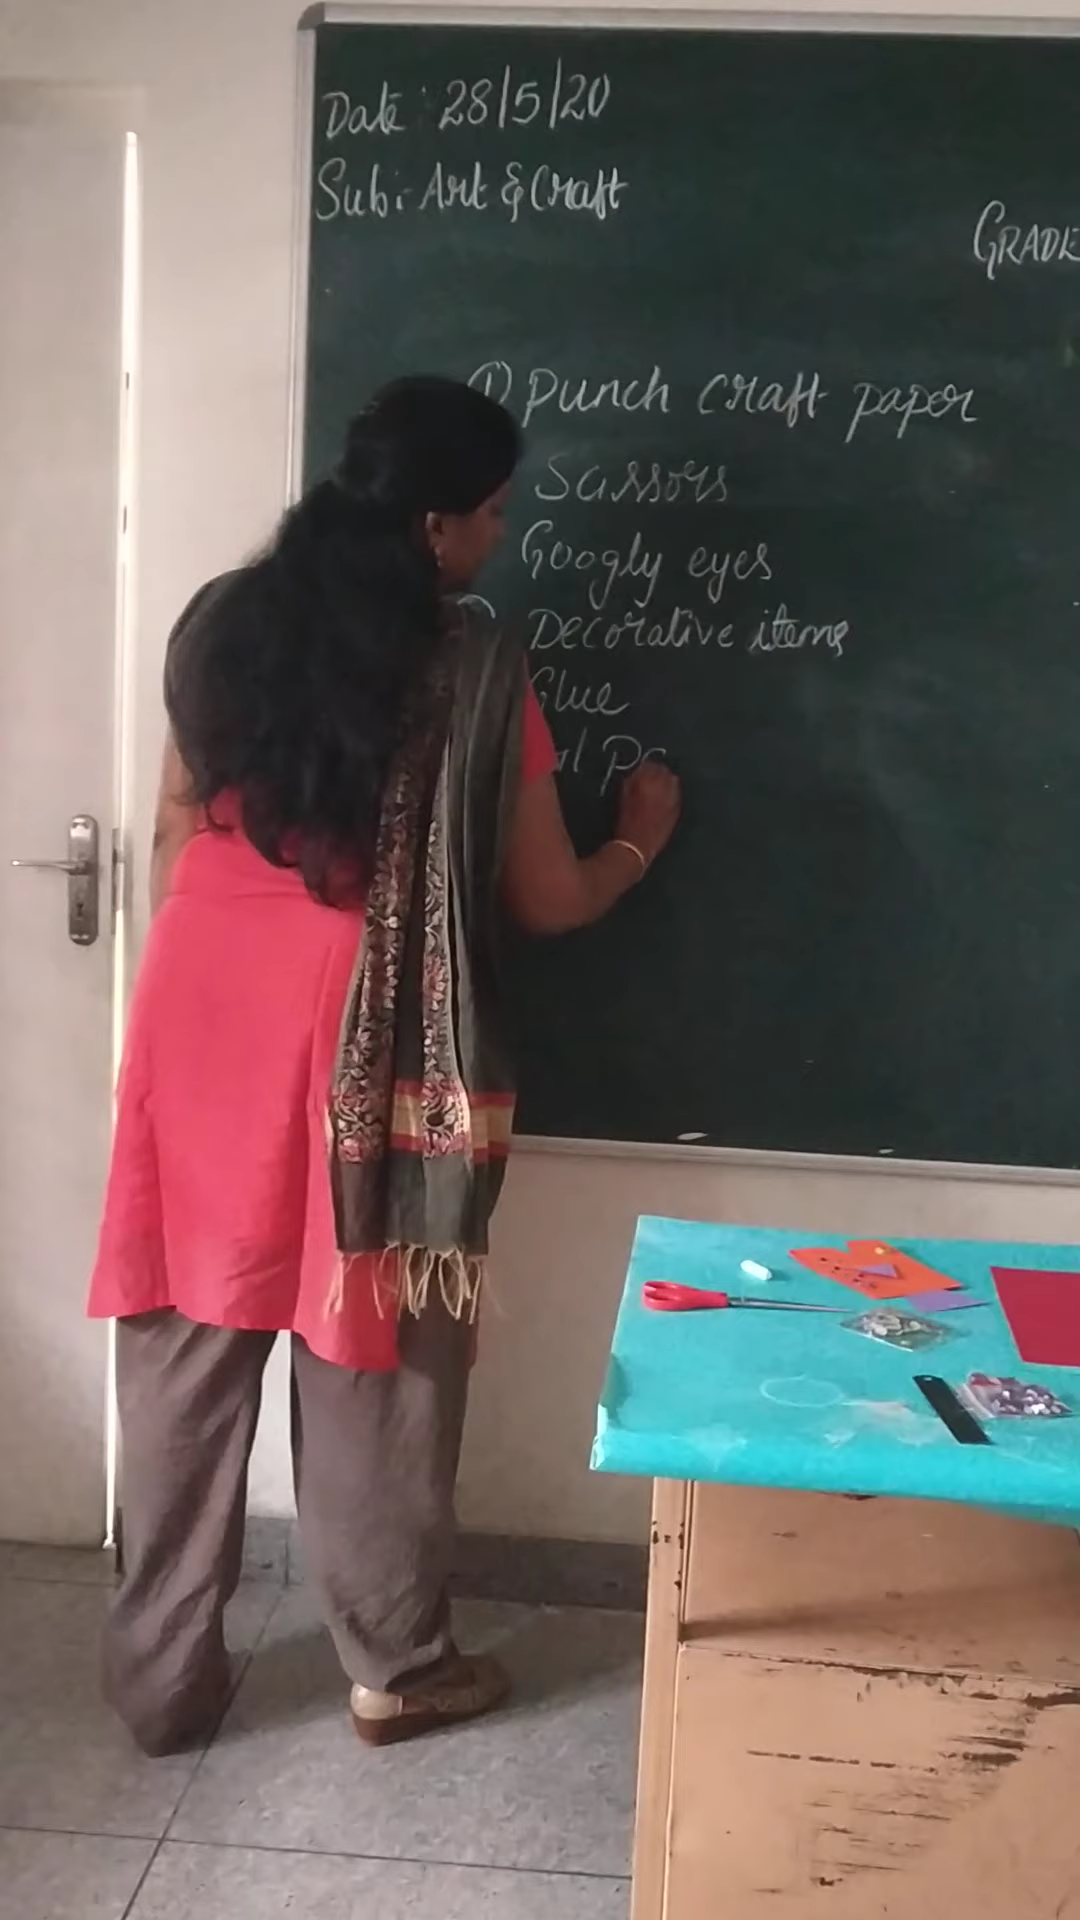 Date : 28/5/20
Sub:- Art & Craft
GRADE
① Punch craft paper
Scissors
Googly eyes
Decorative items
Glue